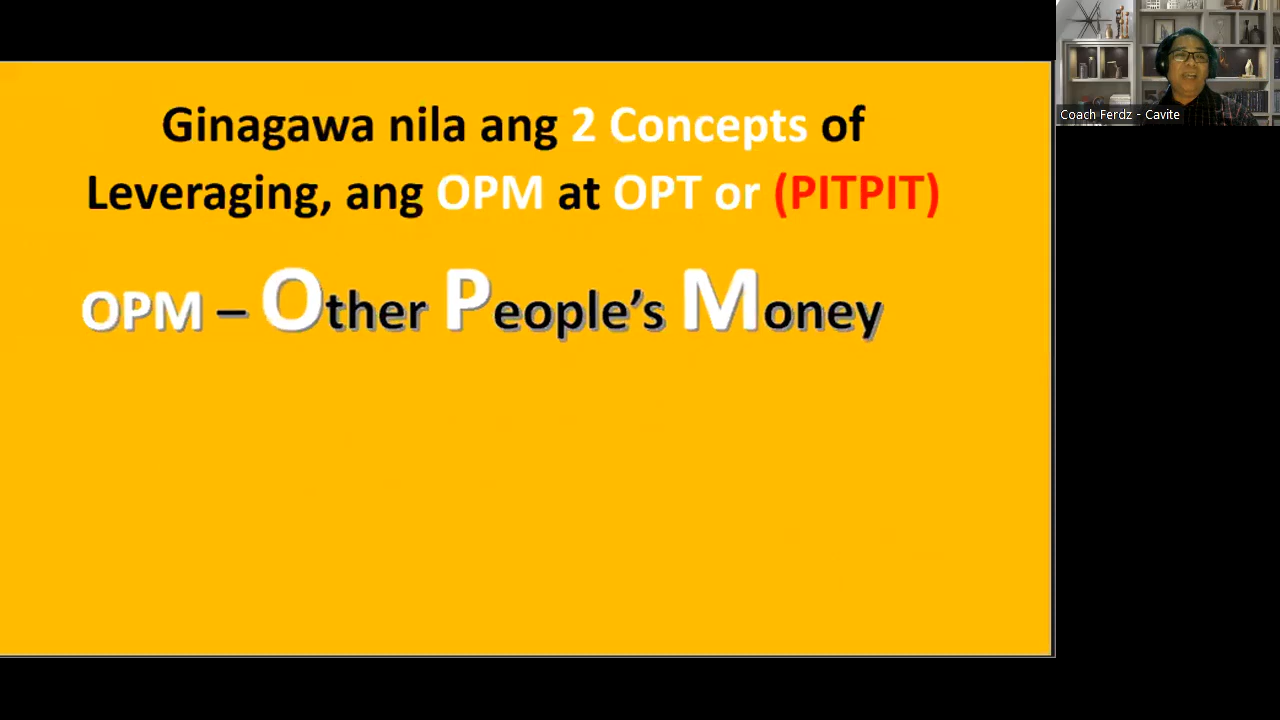 Ginagawa nila ang 2 Concepts of
Leveraging, ang OPM at OPT or (PITPIT)
OPM – Other People's Money
Coach Ferdz - Cavite